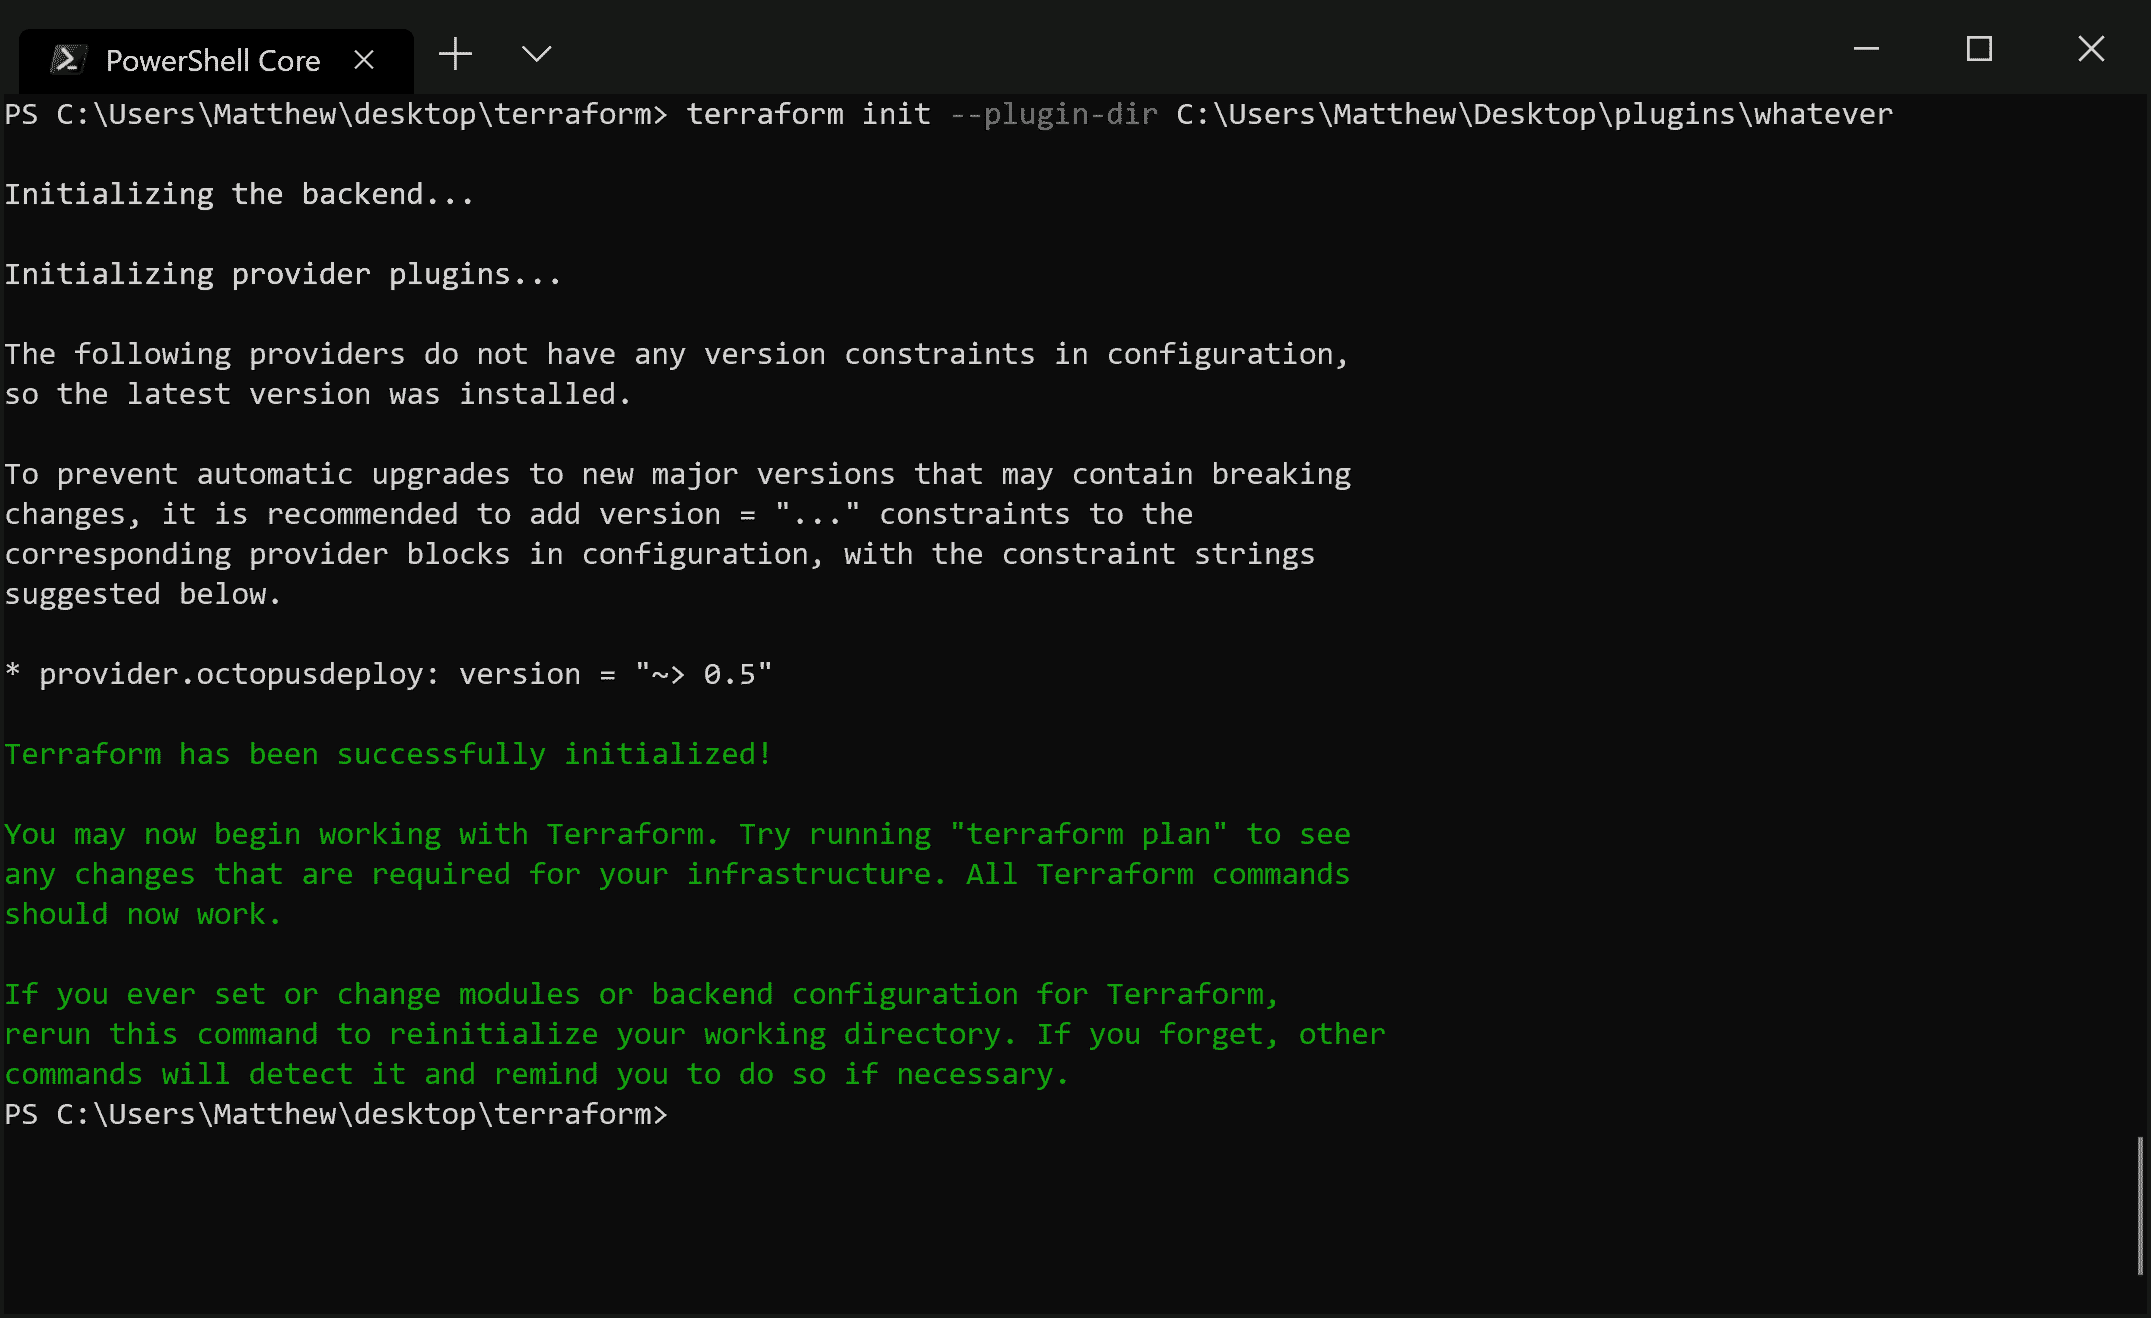 PowerShell Core
PS C:\Users\Matthew\desktop\terraform> terraform init --plugin-dir C:\Users\Matthew\Desktop\plugins\whatever
Initializing the backend...
Initializing provider plugins...
The following providers do not have any version constraints in configuration,
so the latest version was installed.
To prevent automatic upgrades to new major versions that may contain breaking
changes, it is recommended to add version = "..." constraints to the
corresponding provider blocks in configuration, with the constraint strings
suggested below.
* provider.octopusdeploy: version = "~> 0.5"
Terraform has been successfully initialized!
You may now begin working with Terraform. Try running "terraform plan" to see
any changes that are required for your infrastructure. All Terraform commands
should now work.
If you ever set or change modules or backend configuration for Terraform,
rerun this command to reinitialize your working directory. If you forget, other
commands will detect it and remind you to do so if necessary.
PS C:\Users\Matthew\desktop\terraform>